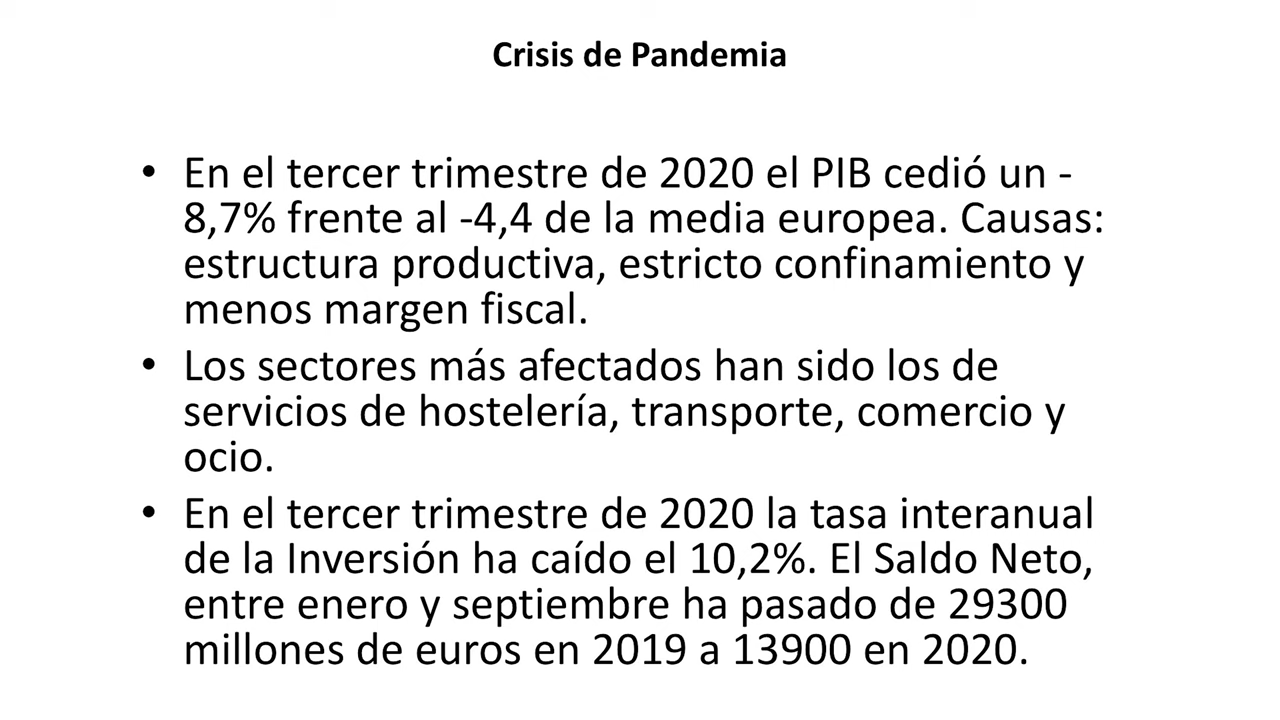 Crisis de Pandemia
• En el tercer trimestre de 2020 el PIB cedió un -
8,7% frente al -4,4 de la media europea. Causas:
estructura productiva, estricto confinamiento y
menos margen fiscal.
• Los sectores más afectados han sido los de
servicios de hostelería, transporte, comercio y
ocio.
• En el tercer trimestre de 2020 la tasa interanual
de la Inversión ha caído el 10,2%. El Saldo Neto,
entre enero y septiembre ha pasado de 29300
millones de euros en 2019 a 13900 en 2020.